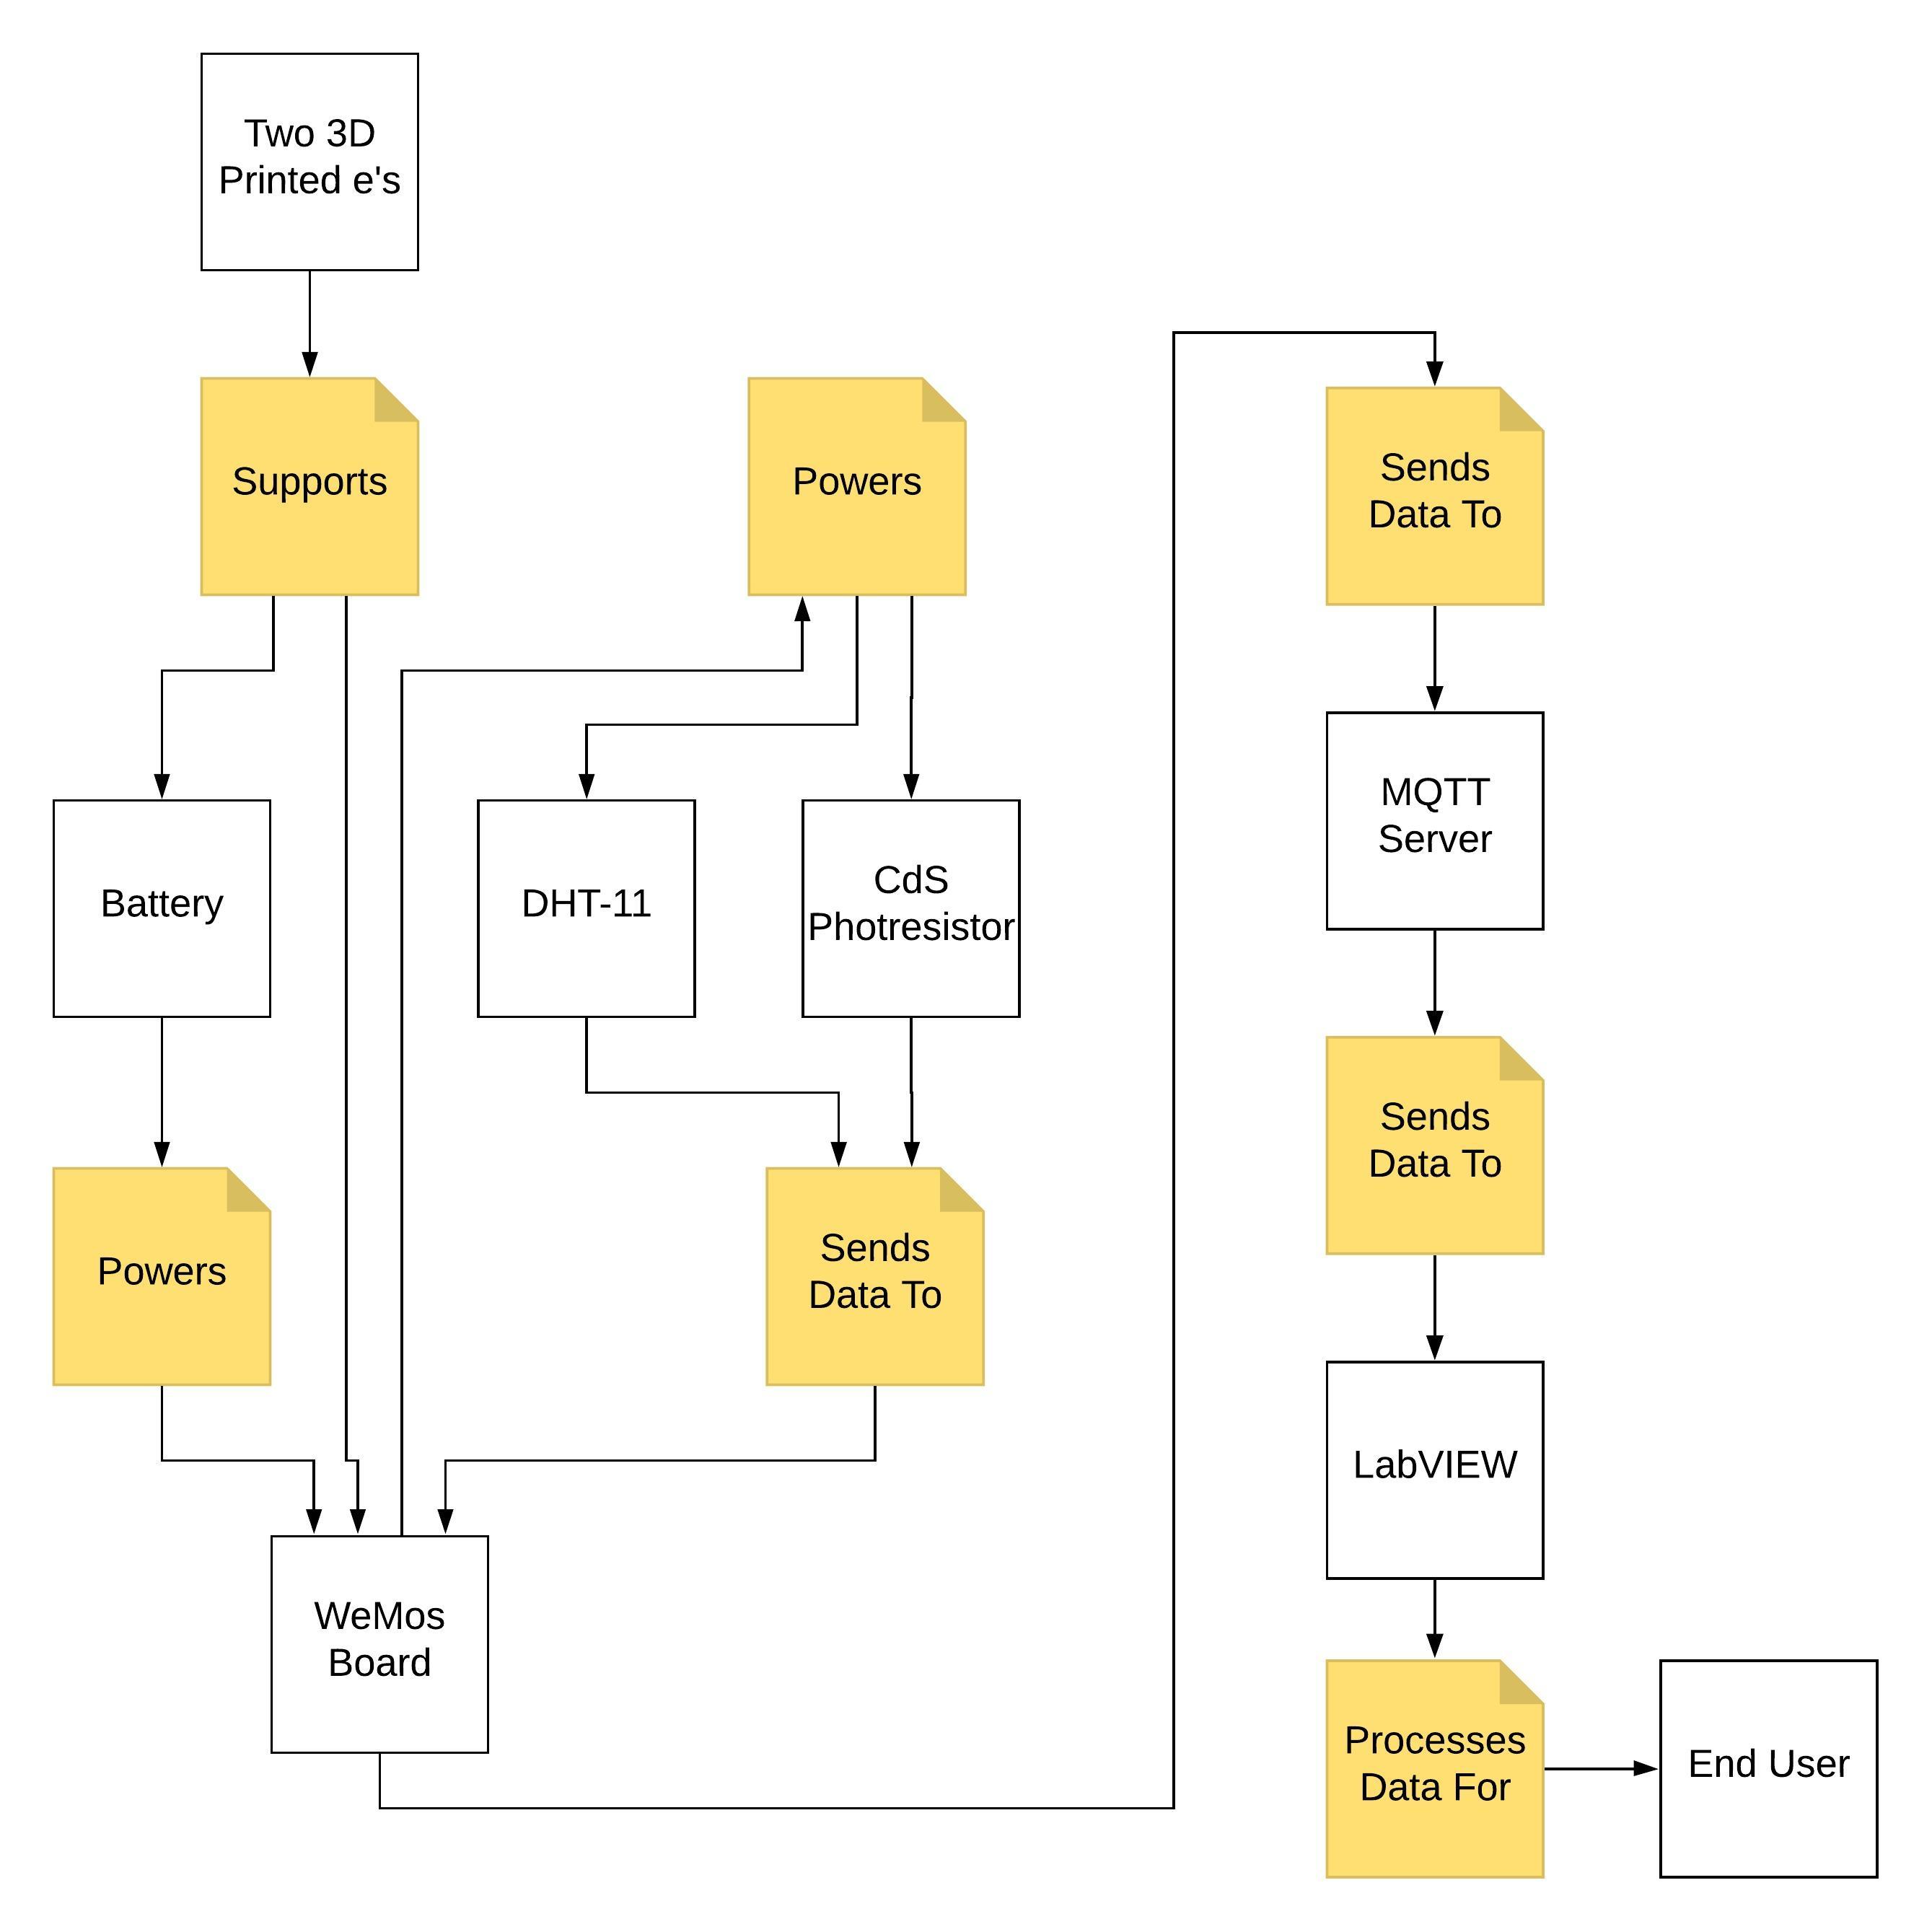 Two 3D
Printed e's
Supports
Powers
Sends
Data To
Battery
DHT-11
CdS
Photresistor
MQTT
Server
Powers
Sends
Data To
Sends
Data To
WeMos
Board
LabVIEW
Processes
Data For
End User